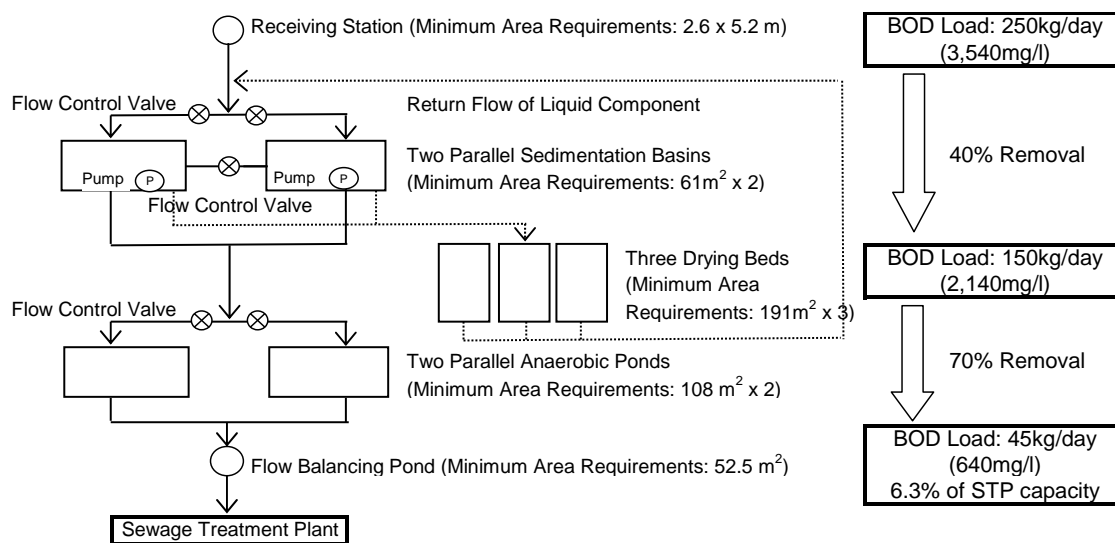 Receiving Station (Minimum Area Requirements: 2.6 x 5.2 m)
Flow Control Valve
Return Flow of Liquid Component
Pump P
Pump P
Two Parallel Sedimentation Basins
(Minimum Area Requirements: 61m² x 2)
Flow Control Valve
Three Drying Beds
(Minimum Area
Requirements: 191m² x 3)
Flow Control Valve
Two Parallel Anaerobic Ponds
(Minimum Area Requirements: 108 m² x 2)
Flow Balancing Pond (Minimum Area Requirements: 52.5 m²)
Sewage Treatment Plant
BOD Load: 250kg/day
(3,540mg/l)
40% Removal
BOD Load: 150kg/day
(2,140mg/l)
70% Removal
BOD Load: 45kg/day
(640mg/l)
6.3% of STP capacity